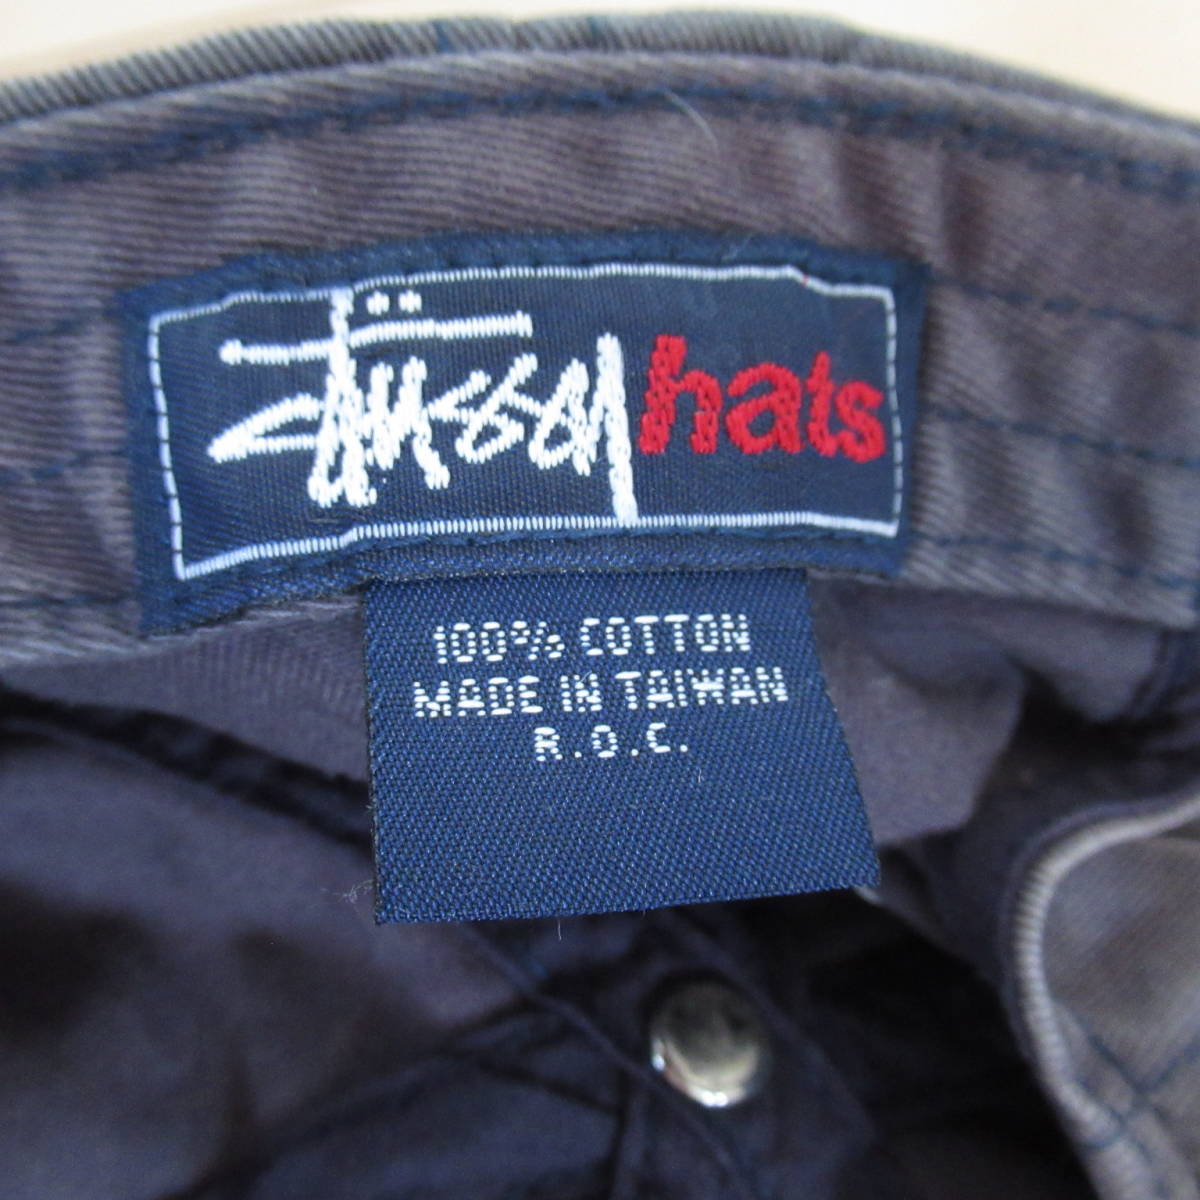 Stüssy hats
100% COTTON
MADE IN TAIWAN
R.O.C.